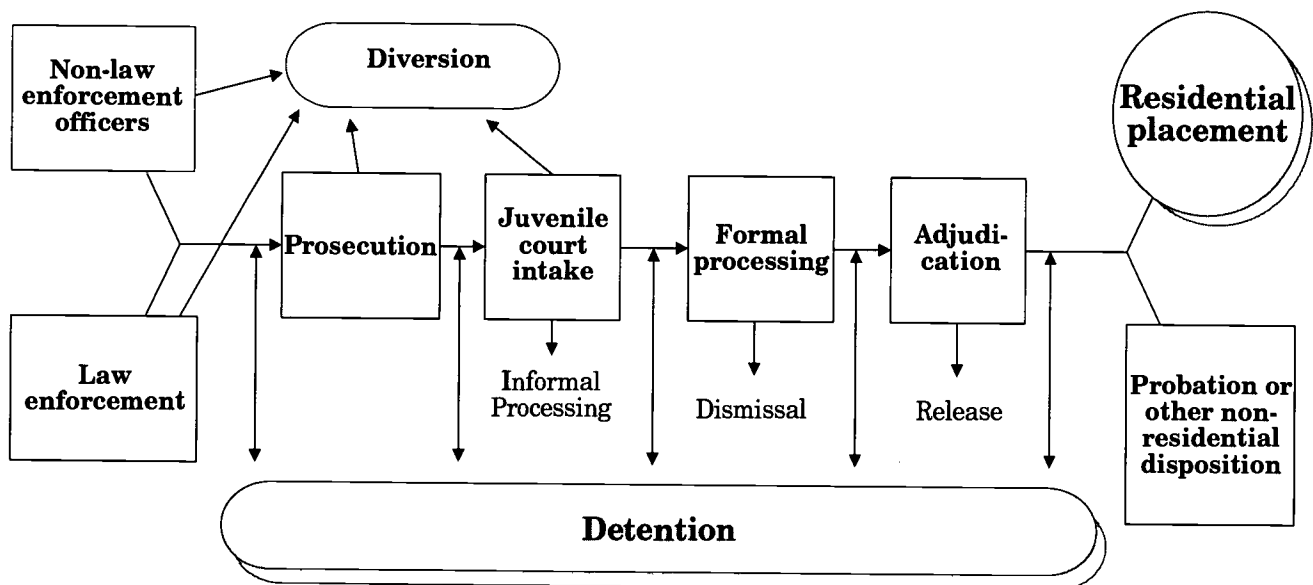 Non-law
enforcement
officers
Diversion
Residential
placement
Prosecution
Juvenile
court
intake
Formal
processing
Adjudi-
cation
Law
enforcement
Informal
Processing
Dismissal
Release
Probation or
other non-
residential
disposition
Detention